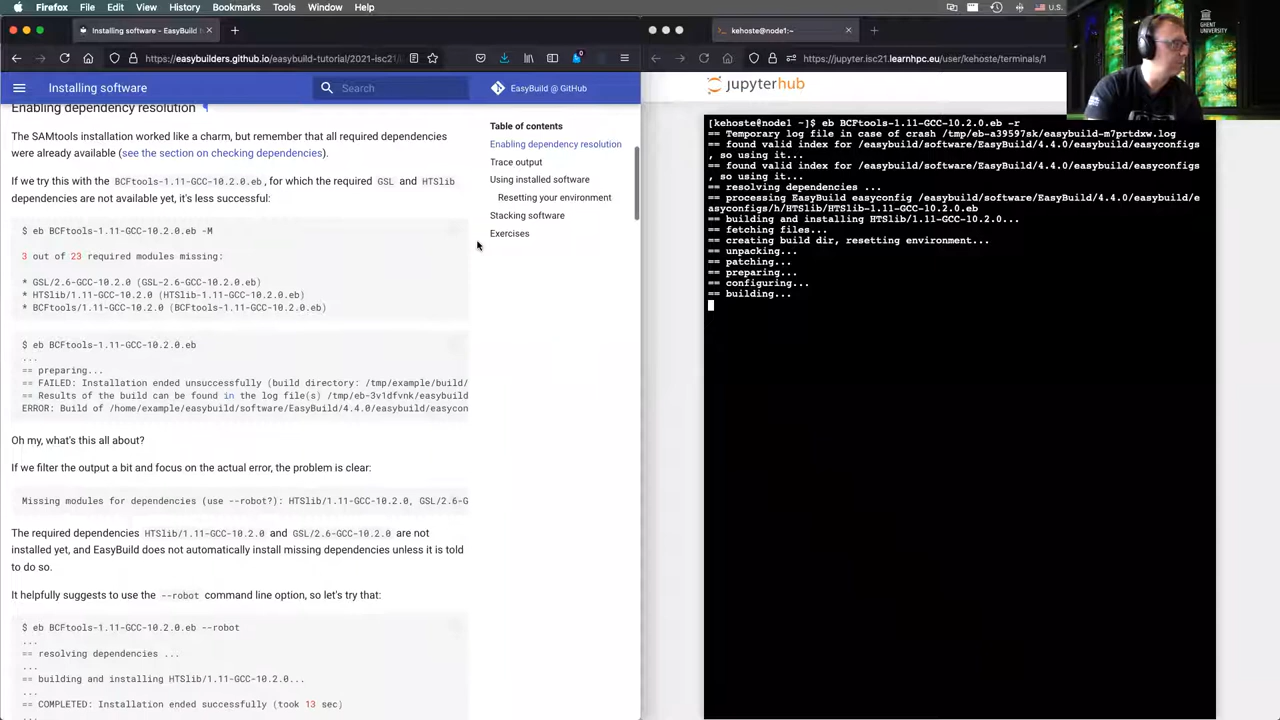 Firefox File Edit View History Bookmarks Tools Window Help
U.S.
GHENT
UNIVERSITY
Installing software - EasyBuild
kehoste@node1:~
https://easybuilders.github.io/easybuild-tutorial/2021-isc21/
https://jupyter.isc21.learnhpc.eu/user/kehoste/terminals/1
Installing software
Search
EasyBuild @ GitHub
jupyterhub
Enabling dependency resolution ¶
The SAMtools installation worked like a charm, but remember that all required dependencies
were already available (see the section on checking dependencies).
If we try this with the BCFtools-1.11-GCC-10.2.0.eb, for which the required GSL and HTSlib
dependencies are not available yet, it's less successful:
$ eb BCFtools-1.11-GCC-10.2.0.eb -M
3 out of 23 required modules missing:
* GSL/2.6-GCC-10.2.0 (GSL-2.6-GCC-10.2.0.eb)
* HTSlib/1.11-GCC-10.2.0 (HTSlib-1.11-GCC-10.2.0.eb)
* BCFtools/1.11-GCC-10.2.0 (BCFtools-1.11-GCC-10.2.0.eb)
$ eb BCFtools-1.11-GCC-10.2.0.eb
...
== preparing...
== FAILED: Installation ended unsuccessfully (build directory: /tmp/example/build/
== Results of the build can be found in the log file(s) /tmp/eb-3v1dfvnk/easybuild
ERROR: Build of /home/example/easybuild/software/EasyBuild/4.4.0/easybuild/easycon
Oh my, what's this all about?
If we filter the output a bit and focus on the actual error, the problem is clear:
Missing modules for dependencies (use --robot?): HTSlib/1.11-GCC-10.2.0, GSL/2.6-G
The required dependencies HTSlib/1.11-GCC-10.2.0 and GSL/2.6-GCC-10.2.0 are not
installed yet, and EasyBuild does not automatically install missing dependencies unless it is told
to do so.
It helpfully suggests to use the --robot command line option, so let's try that:
$ eb BCFtools-1.11-GCC-10.2.0.eb --robot
...
== resolving dependencies ...
...
== building and installing HTSlib/1.11-GCC-10.2.0...
...
== COMPLETED: Installation ended successfully (took 13 sec)
...
Table of contents
Enabling dependency resolution
Trace output
Using installed software
Resetting your environment
Stacking software
Exercises
[kehoste@node1 ~]$ eb BCFtools-1.11-GCC-10.2.0.eb -r
== Temporary log file in case of crash /tmp/eb-a39597sk/easybuild-m7prtdxw.log
== found valid index for /easybuild/software/EasyBuild/4.4.0/easybuild/easyconfigs
, so using it...
== found valid index for /easybuild/software/EasyBuild/4.4.0/easybuild/easyconfigs
, so using it...
== resolving dependencies ...
== processing EasyBuild easyconfig /easybuild/software/EasyBuild/4.4.0/easybuild/e
asyconfigs/h/HTSlib/HTSlib-1.11-GCC-10.2.0.eb
== building and installing HTSlib/1.11-GCC-10.2.0...
== fetching files...
== creating build dir, resetting environment...
== unpacking...
== patching...
== preparing...
== configuring...
== building...